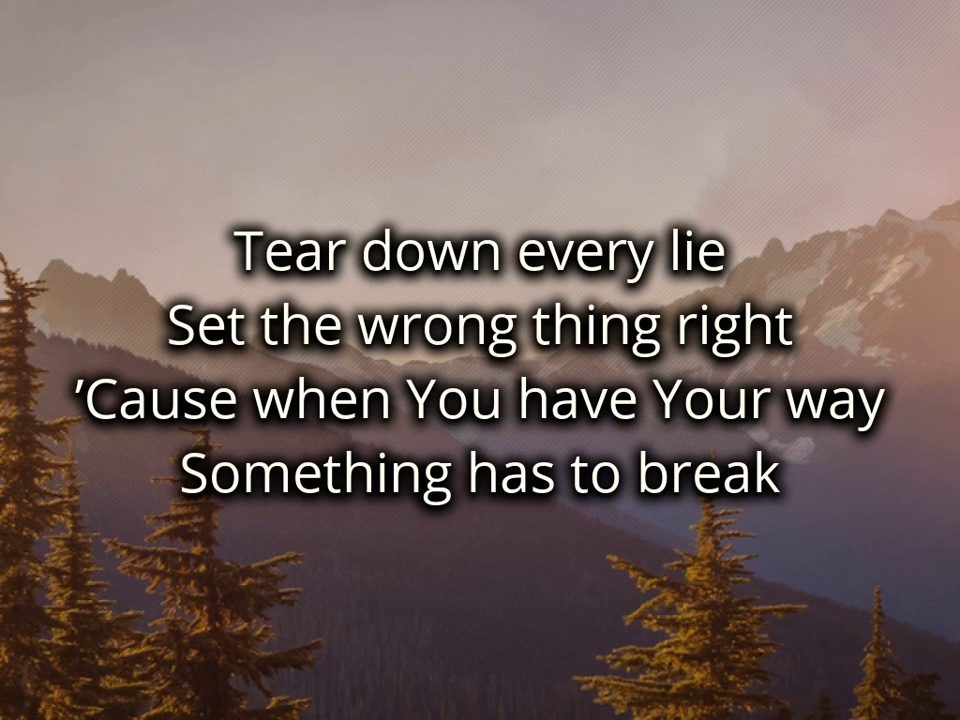 Tear down every lie
Set the wrong thing right
’Cause when You have Your way
Something has to break